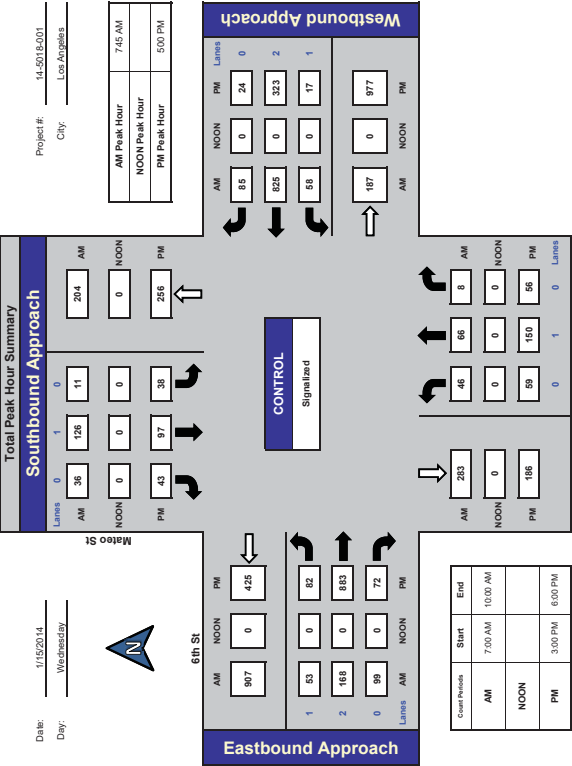 Date: 1/15/2014
Day: Wednesday
Project #: 14-5018-001
City: Los Angeles
Total Peak Hour Summary
Southbound Approach
Mateo St
Lanes 0 1 0
AM 36 126 11 204 AM
NOON 0 0 0 0 NOON
PM 43 97 38 256 PM
AM Peak Hour 745 AM
NOON Peak Hour
PM Peak Hour 500 PM
N
6th St
Eastbound Approach
AM NOON PM
907 0 425
1 53 0 82
2 168 0 883
0 99 0 72
Lanes AM NOON PM
CONTROL
Signalized
Westbound Approach
AM NOON PM Lanes
85 0 24 0
825 0 323 2
58 0 17 1
187 0 977
AM NOON PM
Count Periods Start End
AM 7:00 AM 10:00 AM
NOON
PM 3:00 PM 6:00 PM
AM 283 46 66 8 AM
NOON 0 0 0 0 NOON
PM 186 59 150 56 PM
0 1 0 Lanes